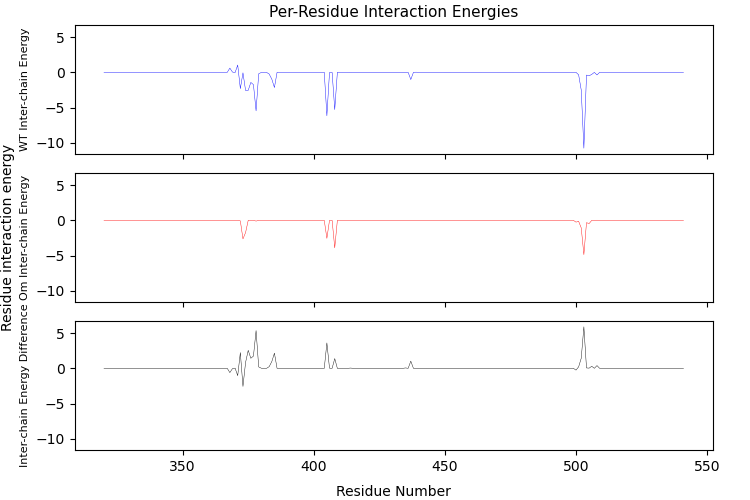 Per-Residue Interaction Energies
Residue interaction energy
WT Inter-chain Energy
5
0
−5
−10
Om Inter-chain Energy
5
0
−5
−10
Inter-chain Energy Difference
5
0
−5
−10
350
400
450
500
550
Residue Number